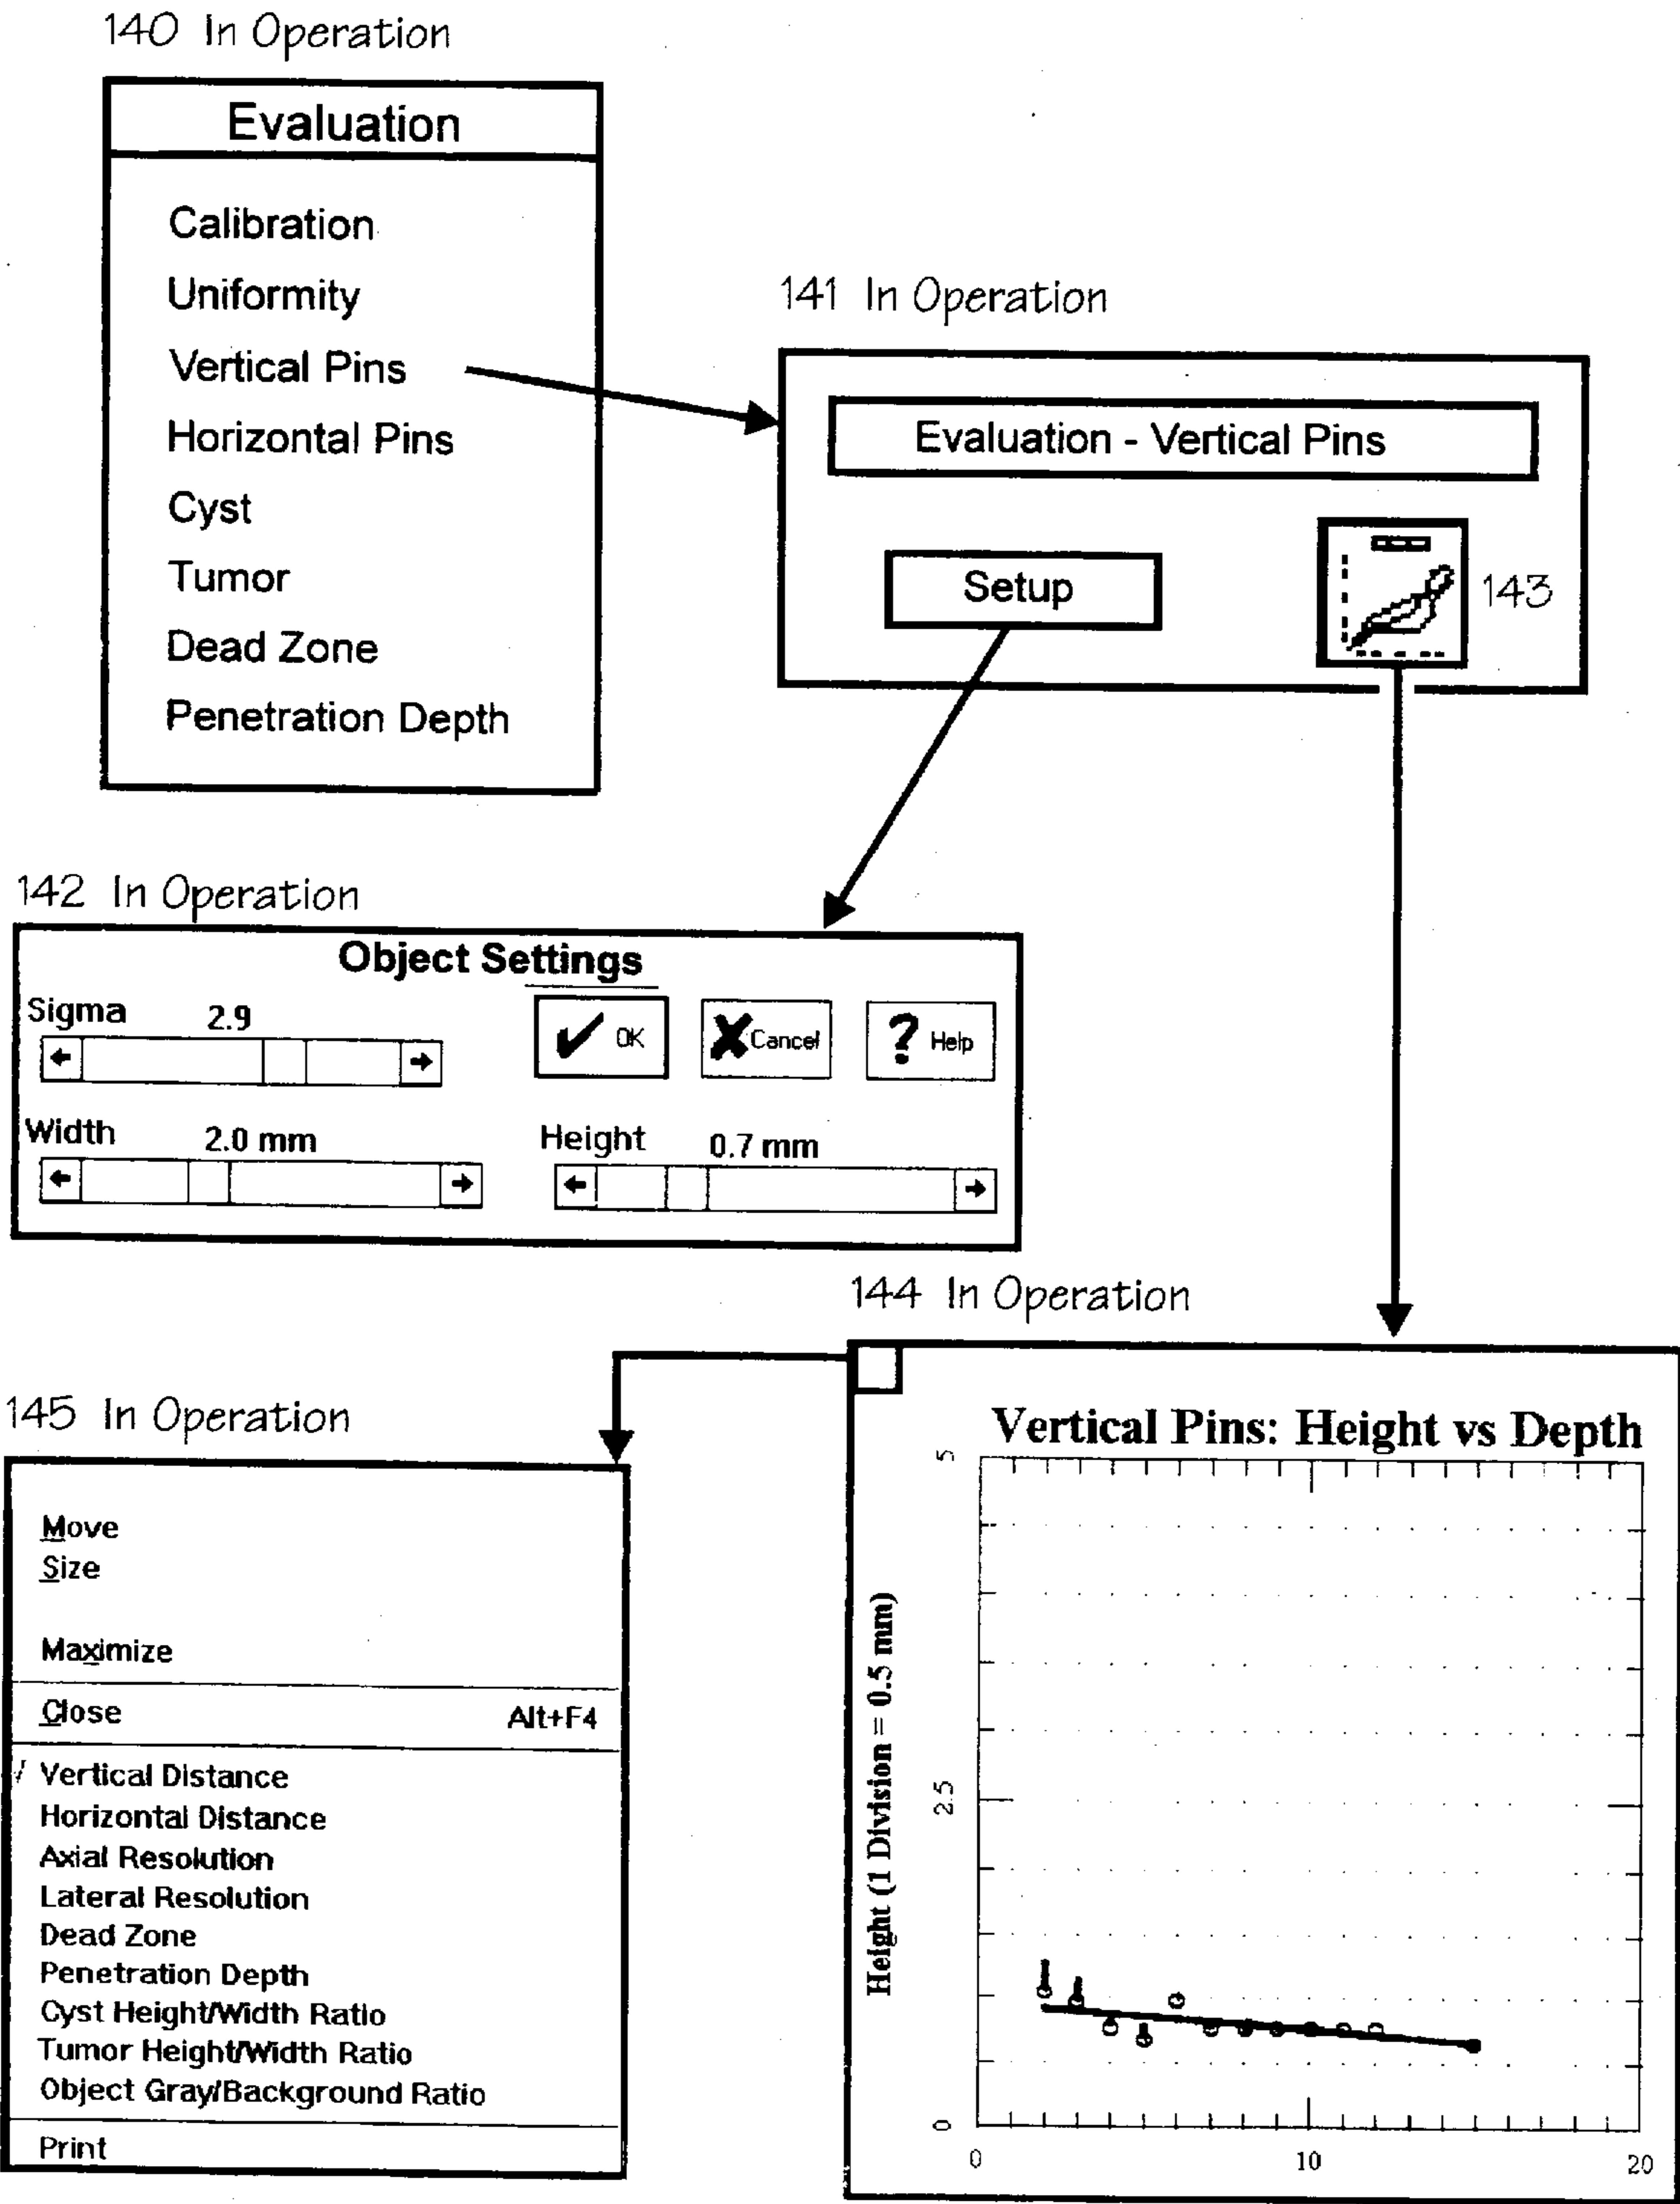 140 In Operation
Evaluation
Calibration
Uniformity
Vertical Pins
Horizontal Pins
Cyst
Tumor
Dead Zone
Penetration Depth
141 In Operation
Evaluation - Vertical Pins
Setup
143
142 In Operation
Object Settings
Sigma 2.9
OK
Cancel
? Help
Width 2.0 mm
Height 0.7 mm
144 In Operation
Vertical Pins: Height vs Depth
Height (1 Division = 0.5 mm)
5
2.5
0
0 10 20
145 In Operation
Move
Size
Maximize
Close Alt+F4
√ Vertical Distance
Horizontal Distance
Axial Resolution
Lateral Resolution
Dead Zone
Penetration Depth
Cyst Height/Width Ratio
Tumor Height/Width Ratio
Object Gray/Background Ratio
Print